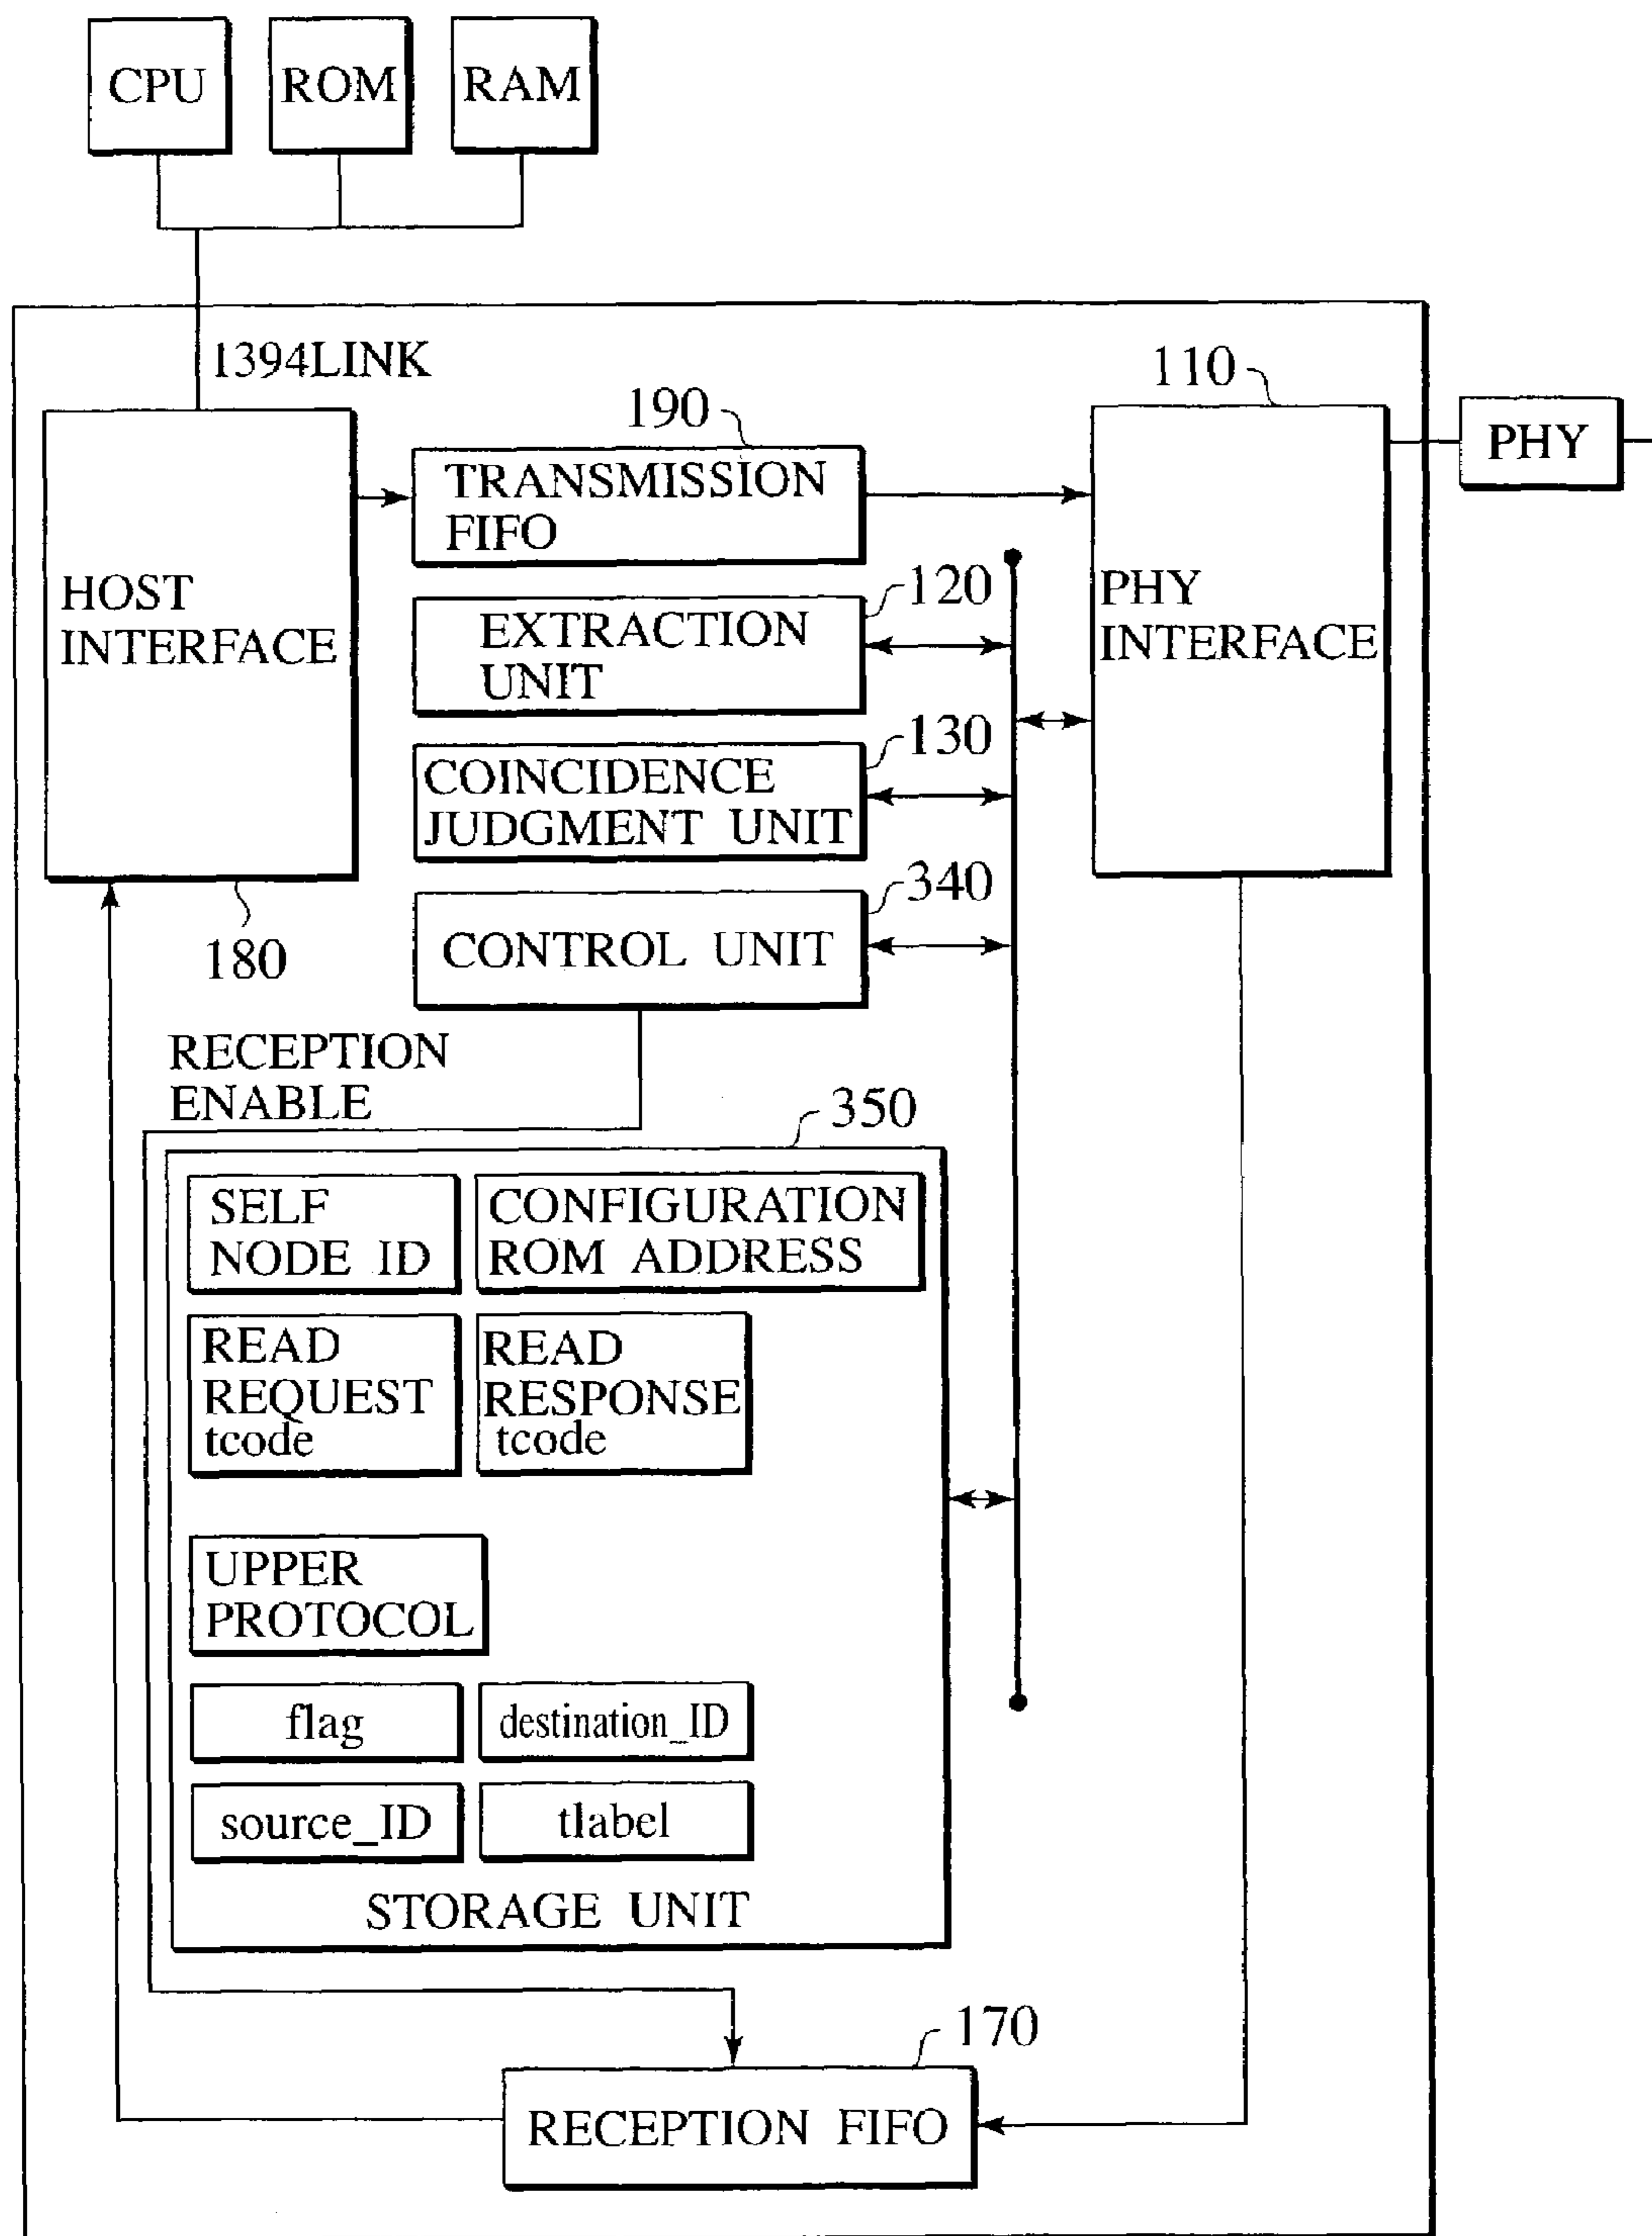 CPU
ROM
RAM
1394LINK
190
110
TRANSMISSION
FIFO
PHY
HOST
INTERFACE
120
EXTRACTION
UNIT
PHY
INTERFACE
130
COINCIDENCE
JUDGMENT UNIT
340
CONTROL UNIT
180
RECEPTION
ENABLE
350
SELF
NODE ID
CONFIGURATION
ROM ADDRESS
READ
REQUEST
tcode
READ
RESPONSE
tcode
UPPER
PROTOCOL
flag
destination_ID
source_ID
tlabel
STORAGE UNIT
170
RECEPTION FIFO